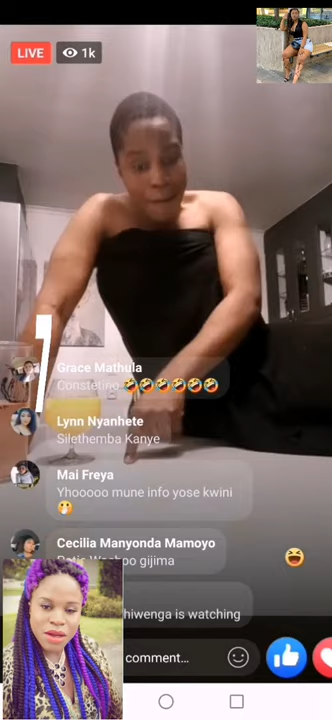 LIVE
1k
Grace Mathula
Constetino 🤣🤣🤣🤣🤣🤣
Lynn Nyanhete
Silethemba Kanye
Mai Freya
Yhooooo mune info yose kwini
🤭
Cecilia Manyonda Mamoyo
gijima
hiwenga is watching
comment...